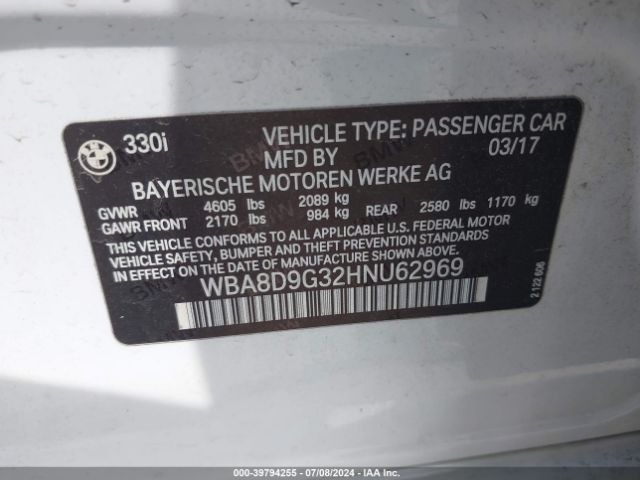 330i
VEHICLE TYPE: PASSENGER CAR
MFD BY 03/17
BAYERISCHE MOTOREN WERKE AG
GVWR 4605 lbs 2089 kg
GAWR FRONT 2170 lbs 984 kg REAR 2580 lbs 1170 kg
THIS VEHICLE CONFORMS TO ALL APPLICABLE U.S. FEDERAL MOTOR
VEHICLE SAFETY, BUMPER AND THEFT PREVENTION STANDARDS
IN EFFECT ON THE DATE OF MANUFACTURE SHOWN ABOVE.
WBA8D9G32HNU62969
2 122 606
000-39794255 - 07/08/2024 - IAA Inc.